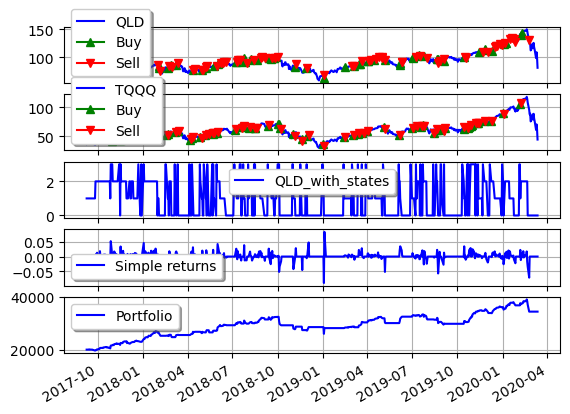 QLD
Buy
Sell
150
100
TQQQ
Buy
Sell
100
50
QLD_with_states
2
0
0.05
0.00
−0.05
Simple returns
40000
Portfolio
20000
2017-10
2018-01
2018-04
2018-07
2018-10
2019-01
2019-04
2019-07
2019-10
2020-01
2020-04